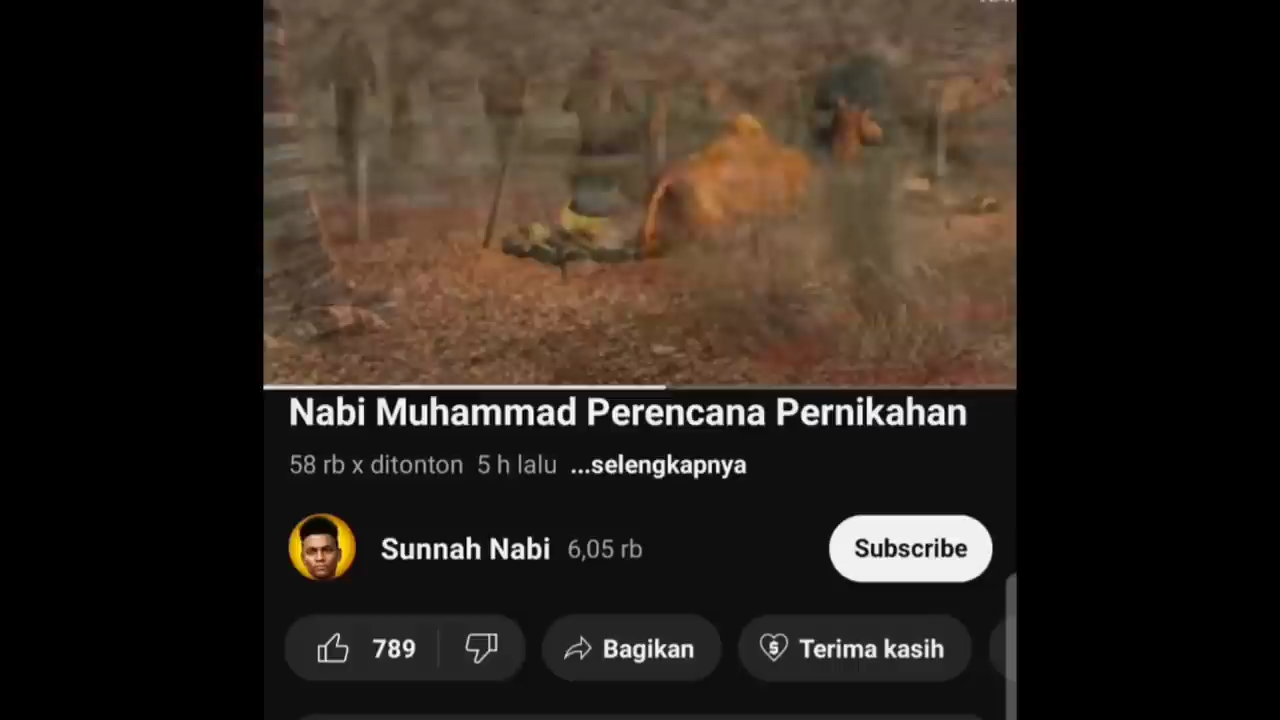 Nabi Muhammad Perencana Pernikahan
58 rb x ditonton 5 h lalu ...selengkapnya
Sunnah Nabi 6,05 rb
Subscribe
789
Bagikan
Terima kasih